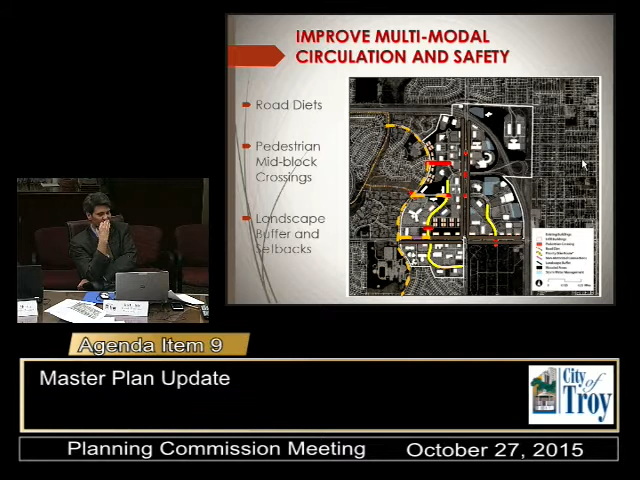 IMPROVE MULTI-MODAL
CIRCULATION AND SAFETY
Road Diets
Pedestrian
Mid-block
Crossings
Landscape
Buffer and
Setbacks
Agenda Item 9
Master Plan Update
City
of
Troy
Planning Commission Meeting
October 27, 2015